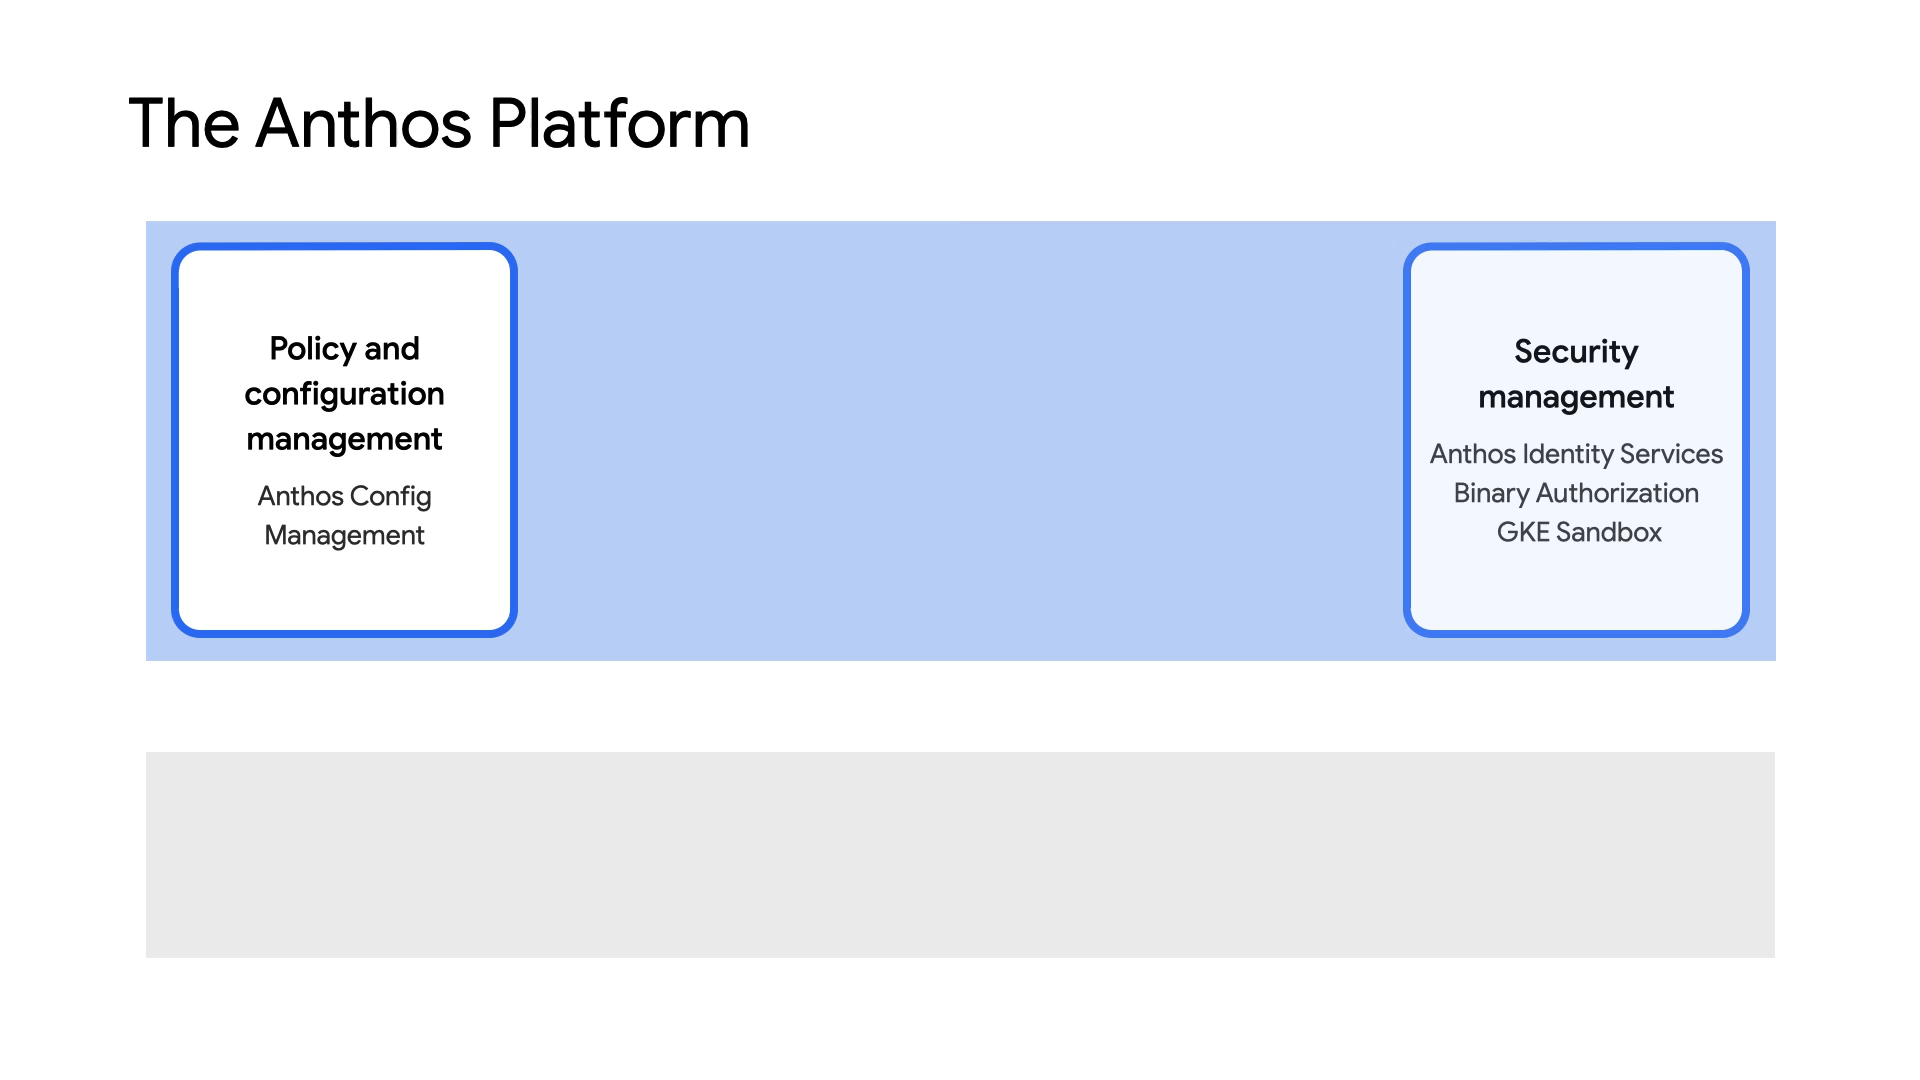 The Anthos Platform
Policy and
configuration
management
Anthos Config
Management
Security
management
Anthos Identity Services
Binary Authorization
GKE Sandbox